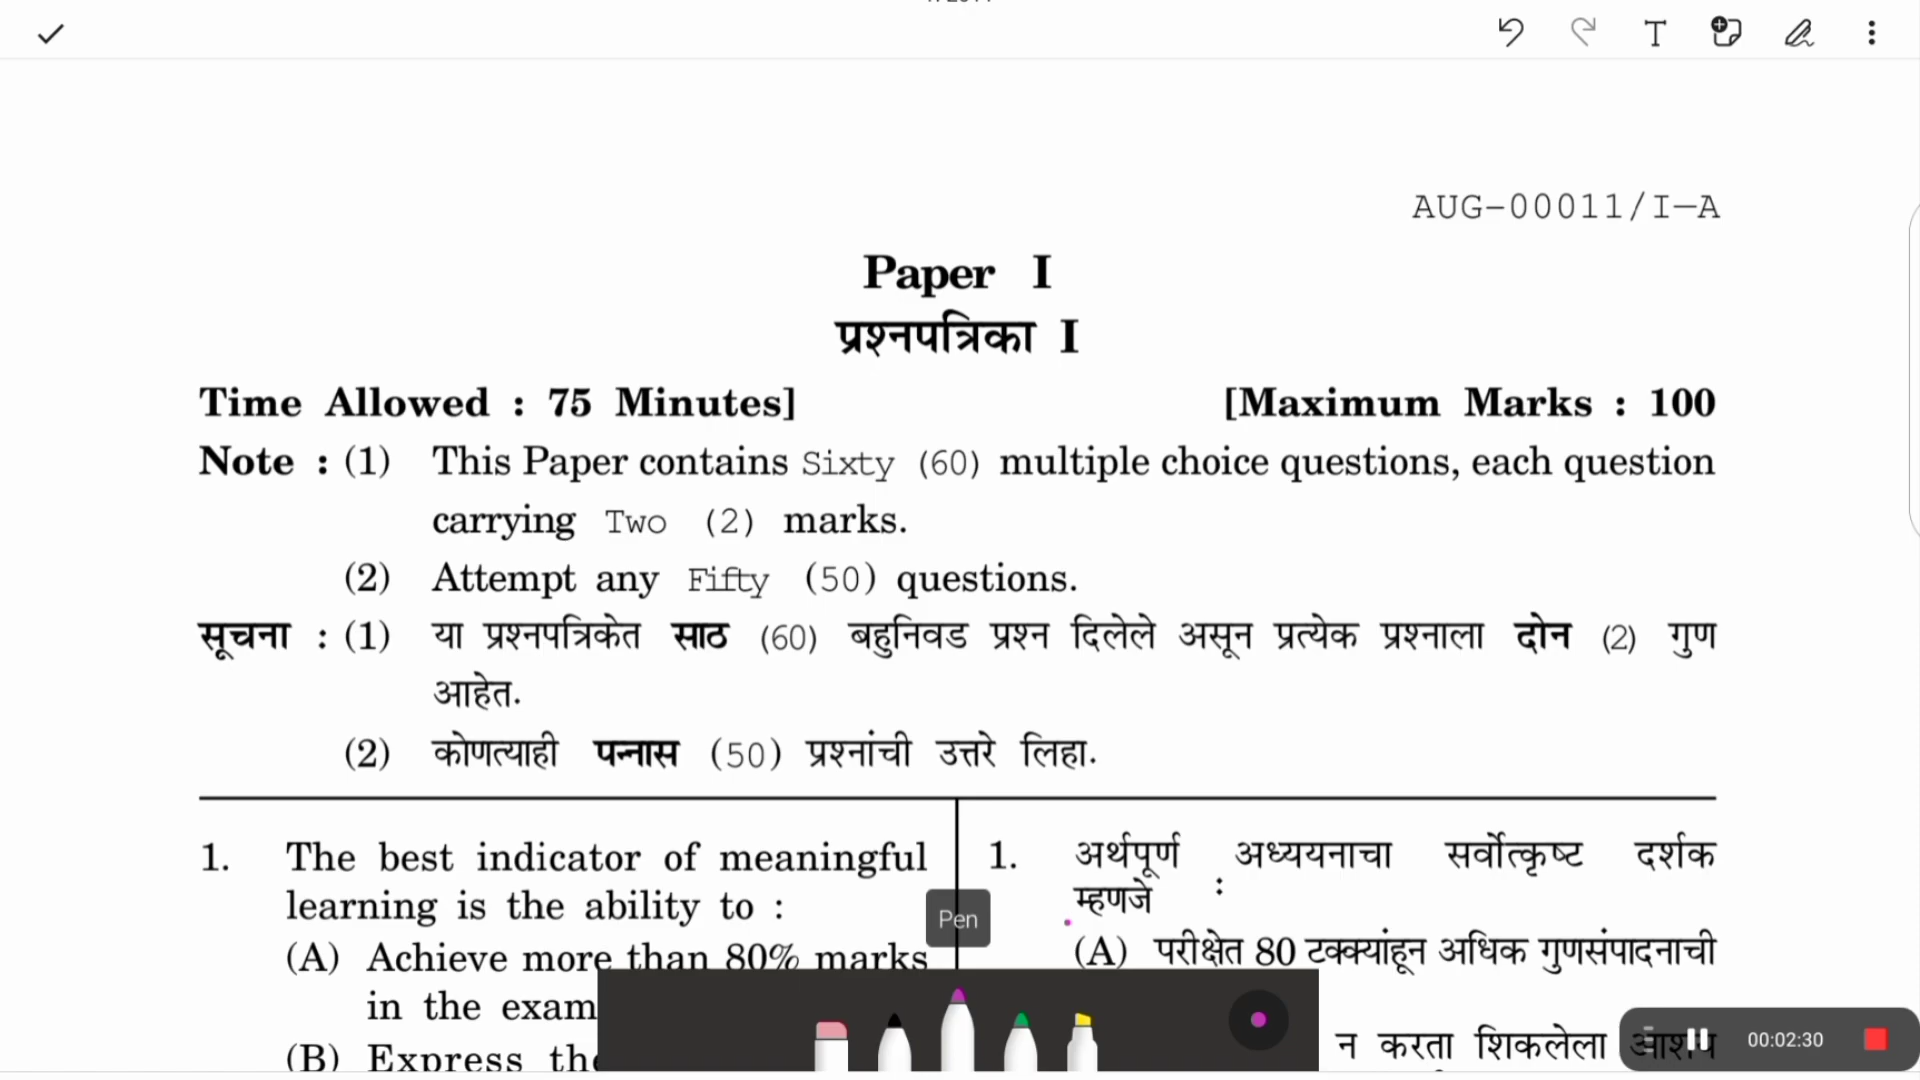 AUG-00011/I—A
Paper I
प्रश्नपत्रिका I
Time Allowed : 75 Minutes]
[Maximum Marks : 100
Note : (1) This Paper contains Sixty (60) multiple choice questions, each question
carrying Two (2) marks.
(2) Attempt any Fifty (50) questions.
सूचना : (1) या प्रश्नपत्रिकेत साठ (60) बहुनिवड प्रश्न दिलेले असून प्रत्येक प्रश्नाला दोन (2) गुण
आहेत.
(2) कोणत्याही पन्नास (50) प्रश्नांची उत्तरे लिहा.
1. The best indicator of meaningful
learning is the ability to :
(A) Achieve more than 80% marks
in the exam
(B) Express the
1. अर्थपूर्ण अध्ययनाचा सर्वोत्कृष्ट दर्शक
म्हणजे :
(A) परीक्षेत 80 टक्क्यांहून अधिक गुणसंपादनाची
न करता शिकलेला आशय
Pen
00:02:30